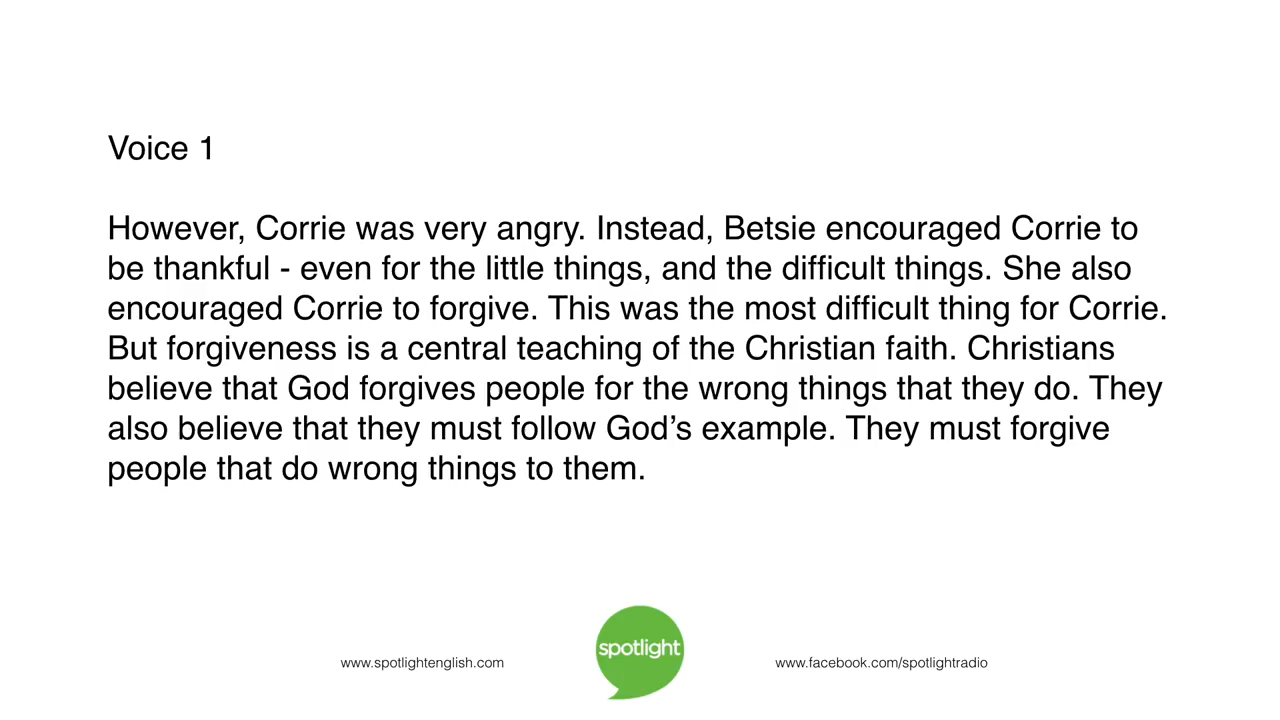 Voice 1
However, Corrie was very angry. Instead, Betsie encouraged Corrie to
be thankful - even for the little things, and the difficult things. She also
encouraged Corrie to forgive. This was the most difficult thing for Corrie.
But forgiveness is a central teaching of the Christian faith. Christians
believe that God forgives people for the wrong things that they do. They
also believe that they must follow God’s example. They must forgive
people that do wrong things to them.
www.spotlightenglish.com
spotlight
www.facebook.com/spotlightradio